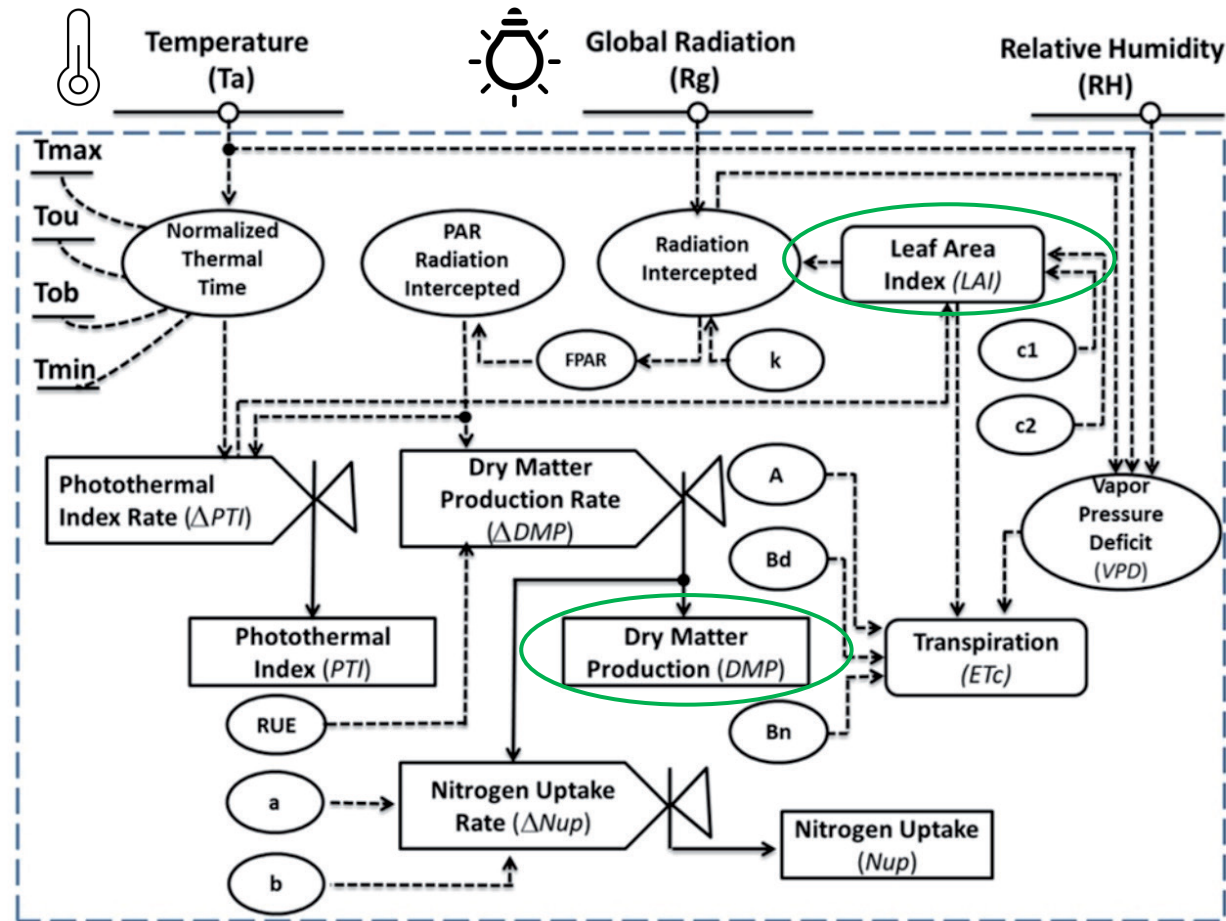 Temperature
(Ta)
Global Radiation
(Rg)
Relative Humidity
(RH)
Tmax
Tou
Tob
Tmin
Normalized
Thermal
Time
PAR
Radiation
Intercepted
Radiation
Intercepted
Leaf Area
Index (LAI)
FPAR
k
c1
c2
Photothermal
Index Rate (ΔPTI)
Dry Matter
Production Rate
(ΔDMP)
A
Bd
Vapor
Pressure
Deficit
(VPD)
Photothermal
Index (PTI)
Dry Matter
Production (DMP)
Transpiration
(ETc)
RUE
Bn
a
Nitrogen Uptake
Rate (ΔNup)
b
Nitrogen Uptake
(Nup)